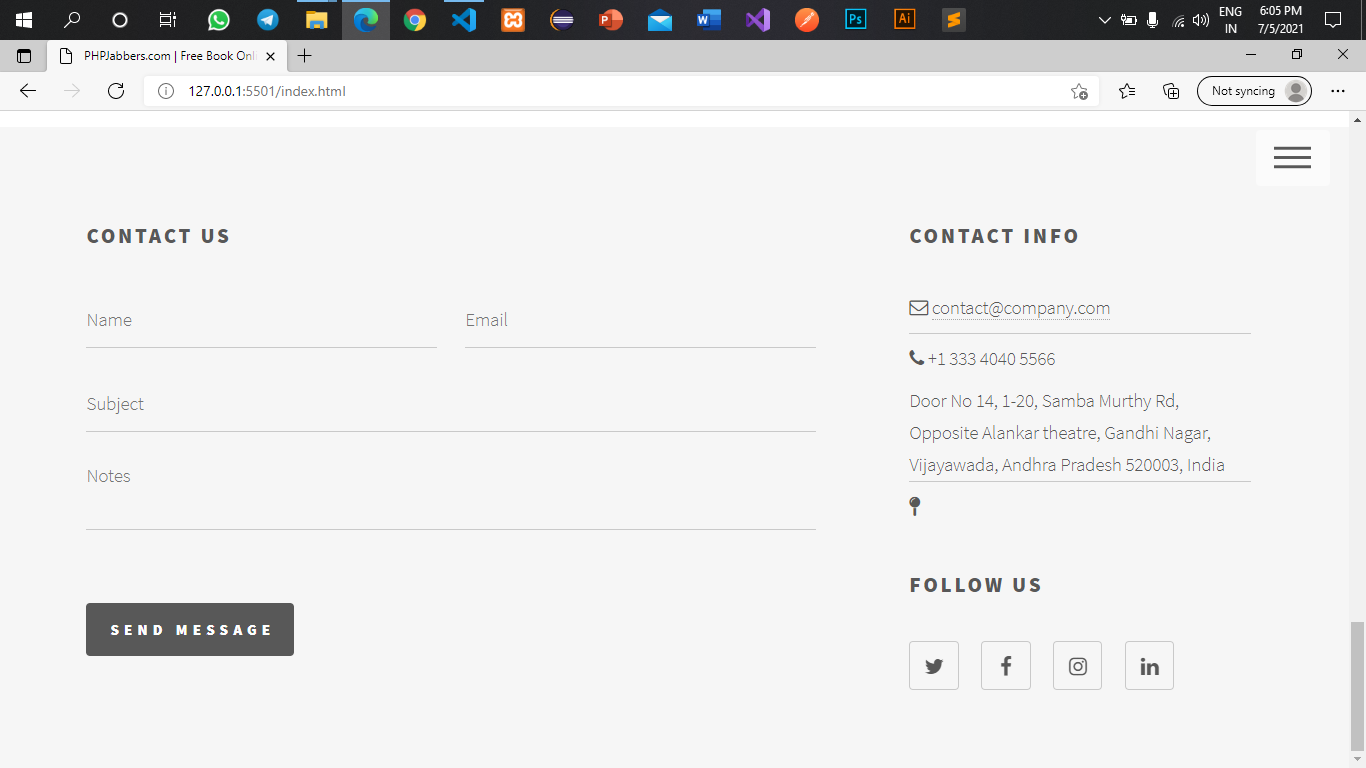 Ps
Ai
ENG
IN
6:05 PM
7/5/2021
PHPJabbers.com | Free Book Onli
127.0.0.1:5501/index.html
Not syncing
CONTACT US
Name
Email
Subject
Notes
SEND MESSAGE
CONTACT INFO
contact@company.com
+1 333 4040 5566
Door No 14, 1-20, Samba Murthy Rd,
Opposite Alankar theatre, Gandhi Nagar,
Vijayawada, Andhra Pradesh 520003, India
FOLLOW US